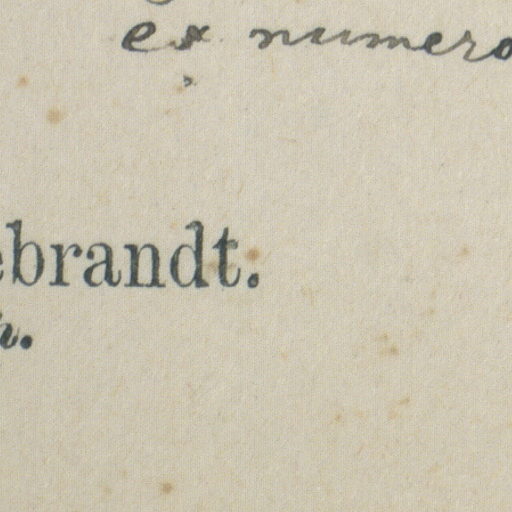 ex numero
ebrandt.
h.